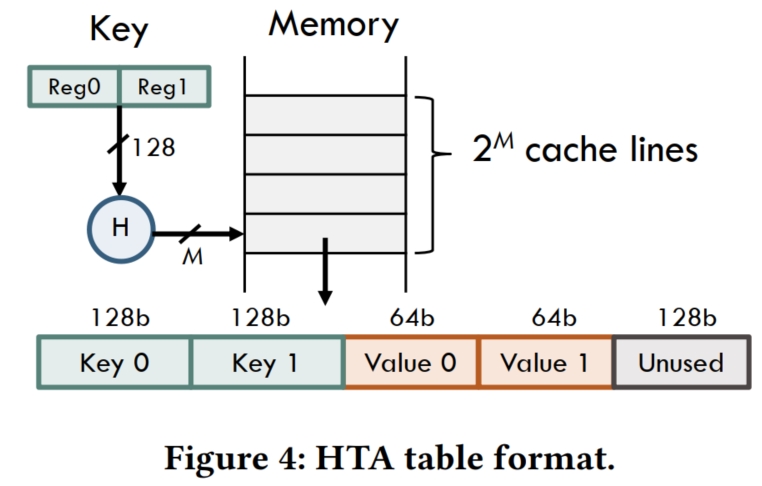 Key
Memory
Reg0 Reg1
128
2^M cache lines
H
M
128b 128b 64b 64b 128b
Key 0 Key 1 Value 0 Value 1 Unused
Figure 4: HTA table format.